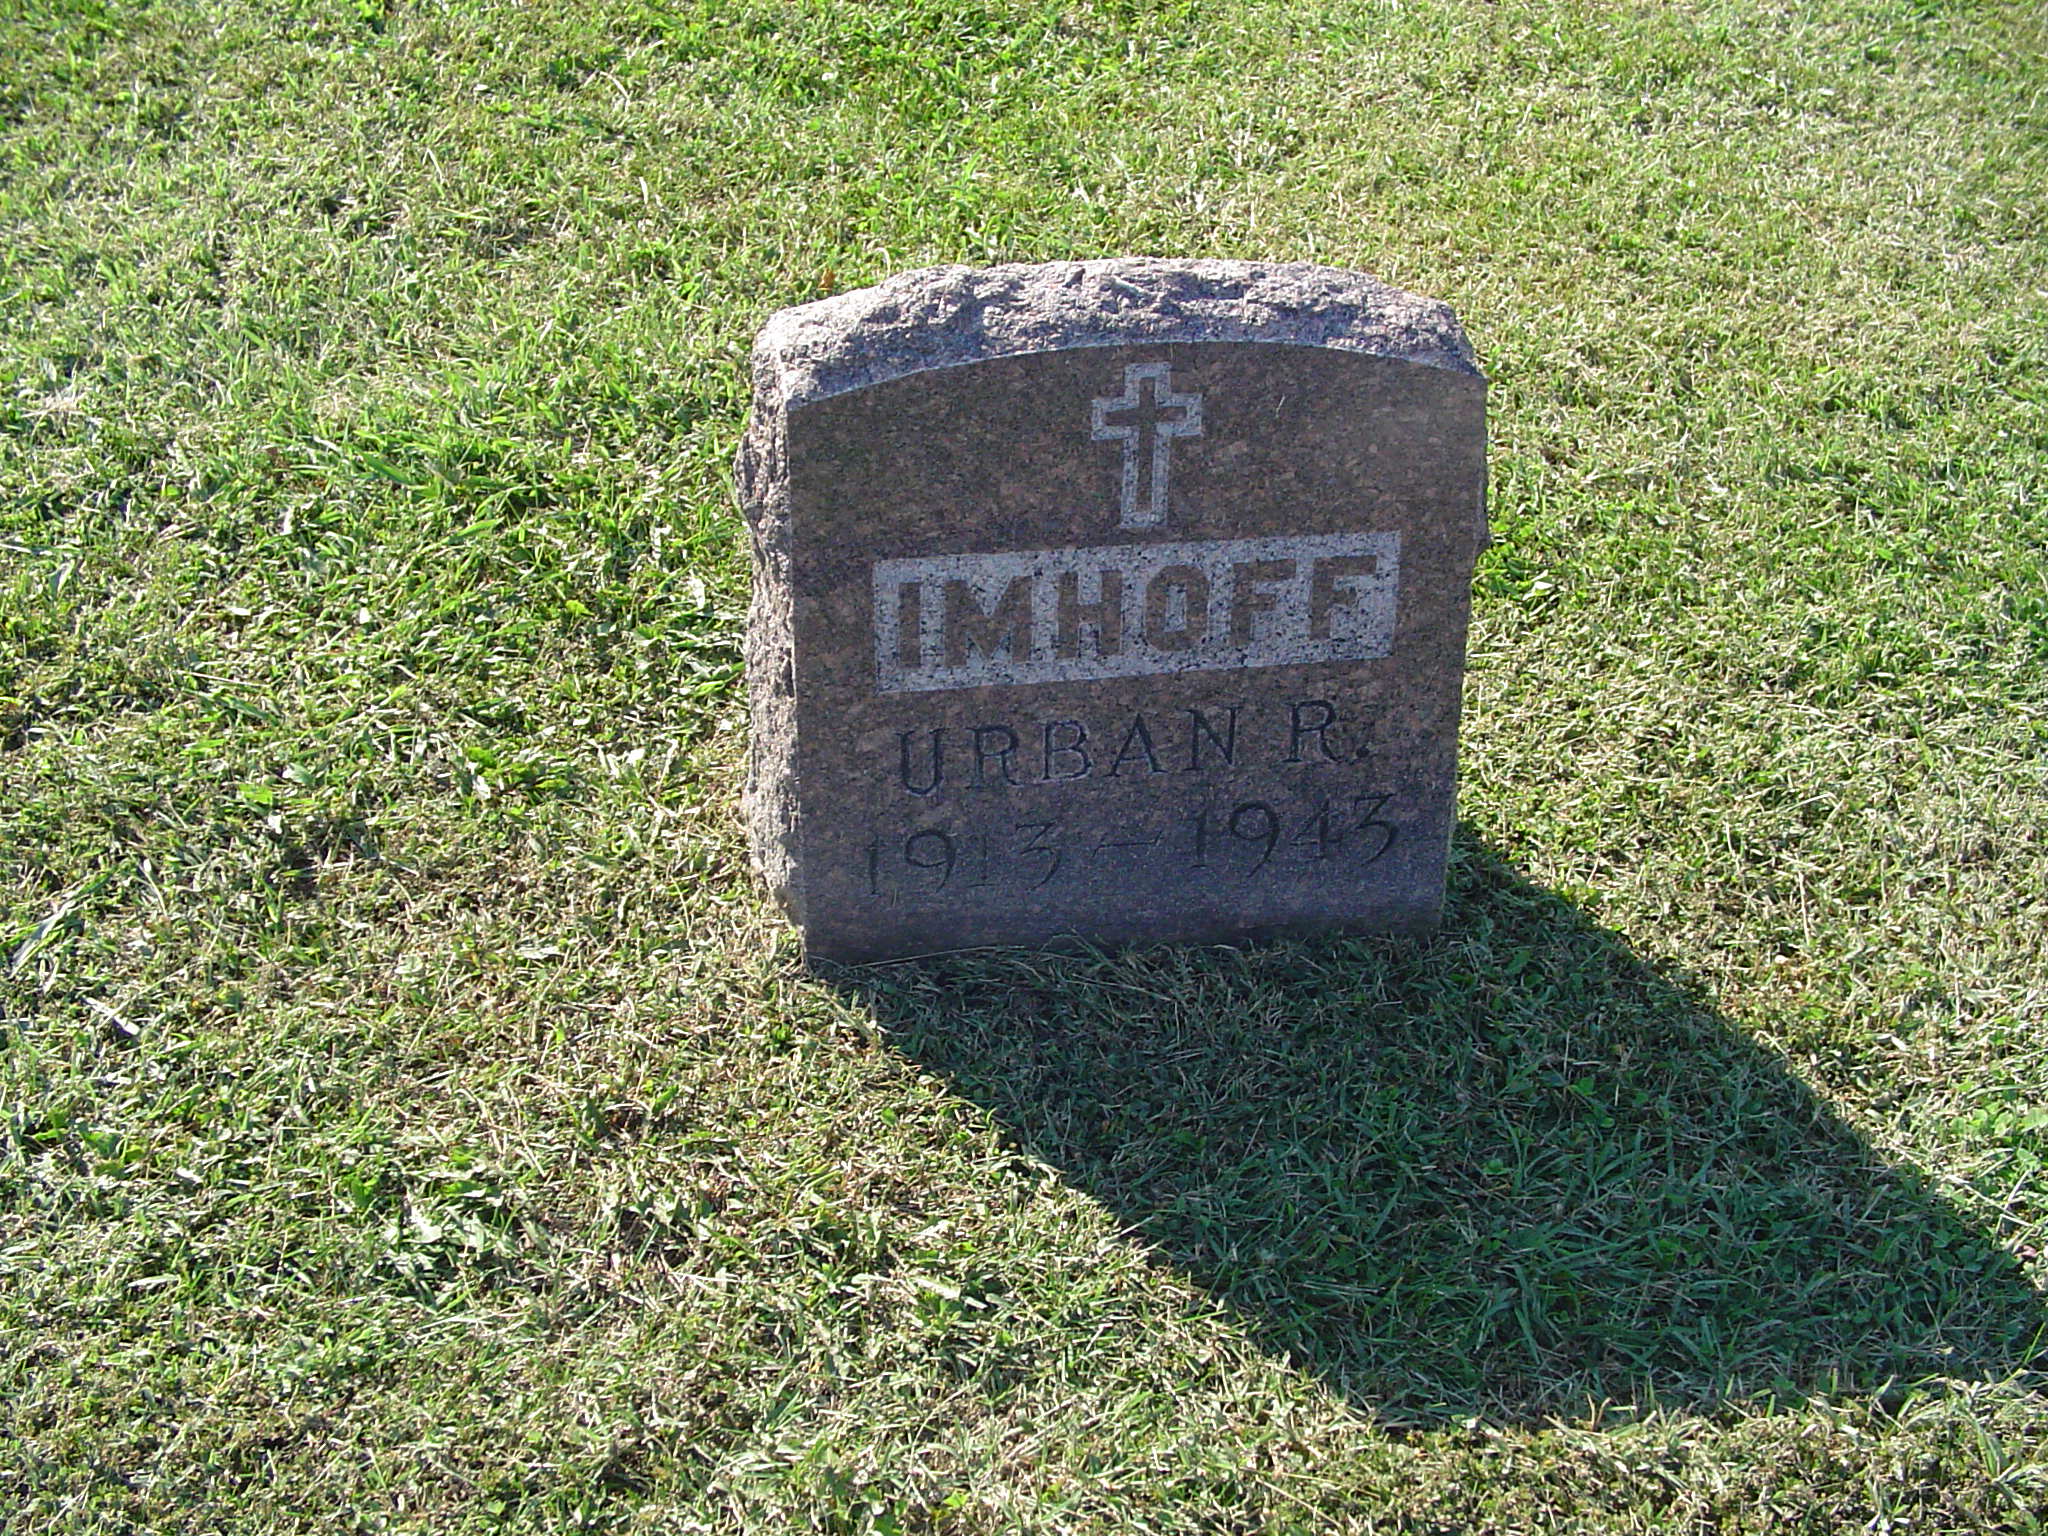 IMHOFF
URBAN R.
1913 – 1943